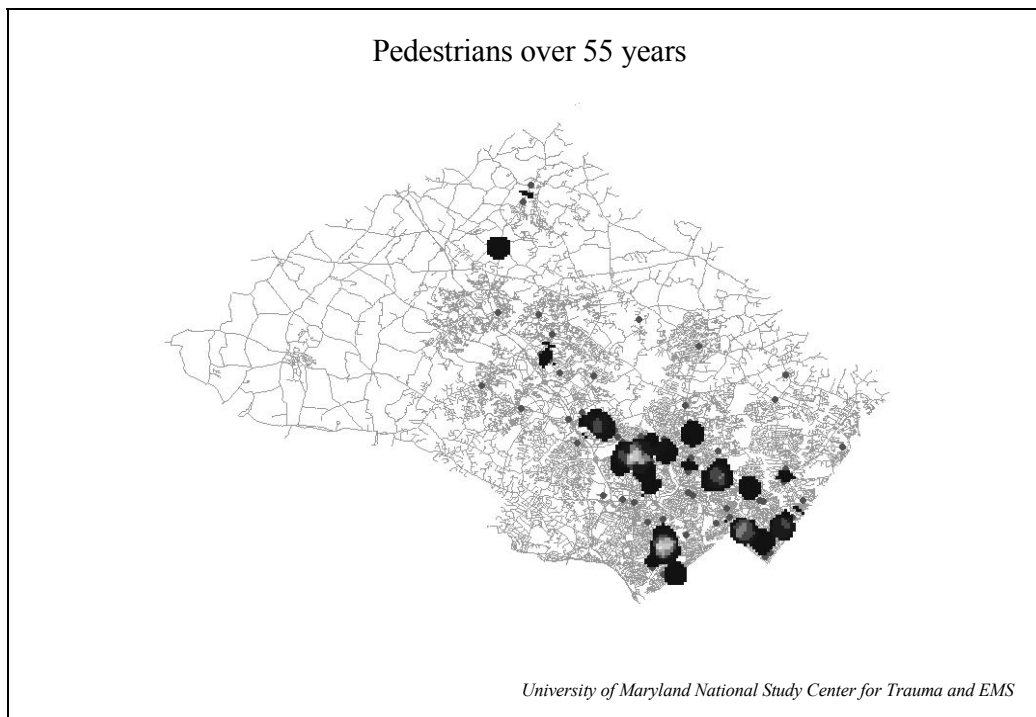 Pedestrians over 55 years
University of Maryland National Study Center for Trauma and EMS